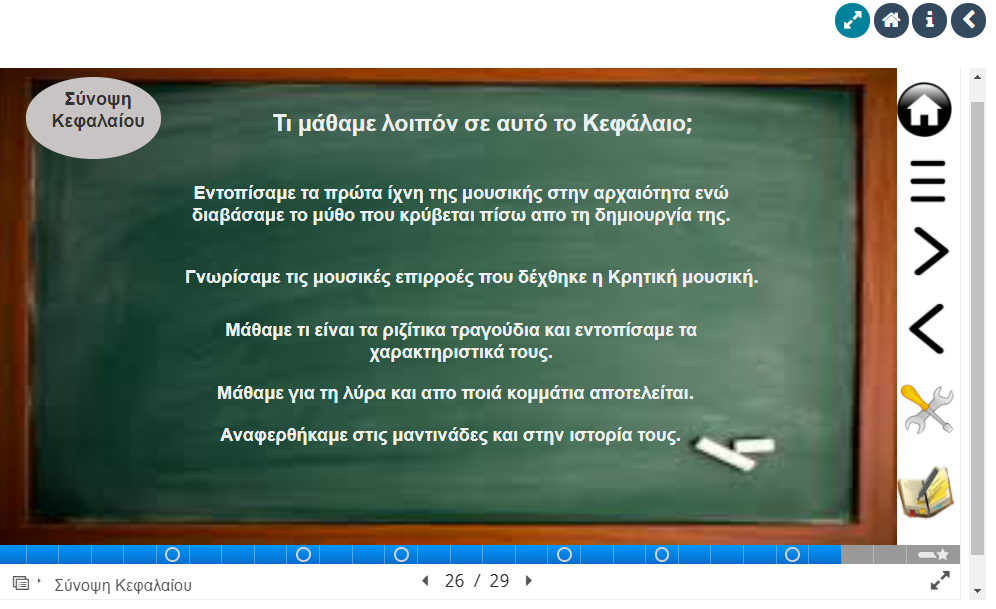 Σύνοψη
Κεφαλαίου
Τι μάθαμε λοιπόν σε αυτό το Κεφάλαιο;
Εντοπίσαμε τα πρώτα ίχνη της μουσικής στην αρχαιότητα ενώ
διαβάσαμε το μύθο που κρύβεται πίσω απο τη δημιουργία της.
Γνωρίσαμε τις μουσικές επιρροές που δέχθηκε η Κρητική μουσική.
Μάθαμε τι είναι τα ριζίτικα τραγούδια και εντοπίσαμε τα
χαρακτηριστικά τους.
Μάθαμε για τη λύρα και απο ποιά κομμάτια αποτελείται.
Αναφερθήκαμε στις μαντινάδες και στην ιστορία τους.
Σύνοψη Κεφαλαίου
26 / 29